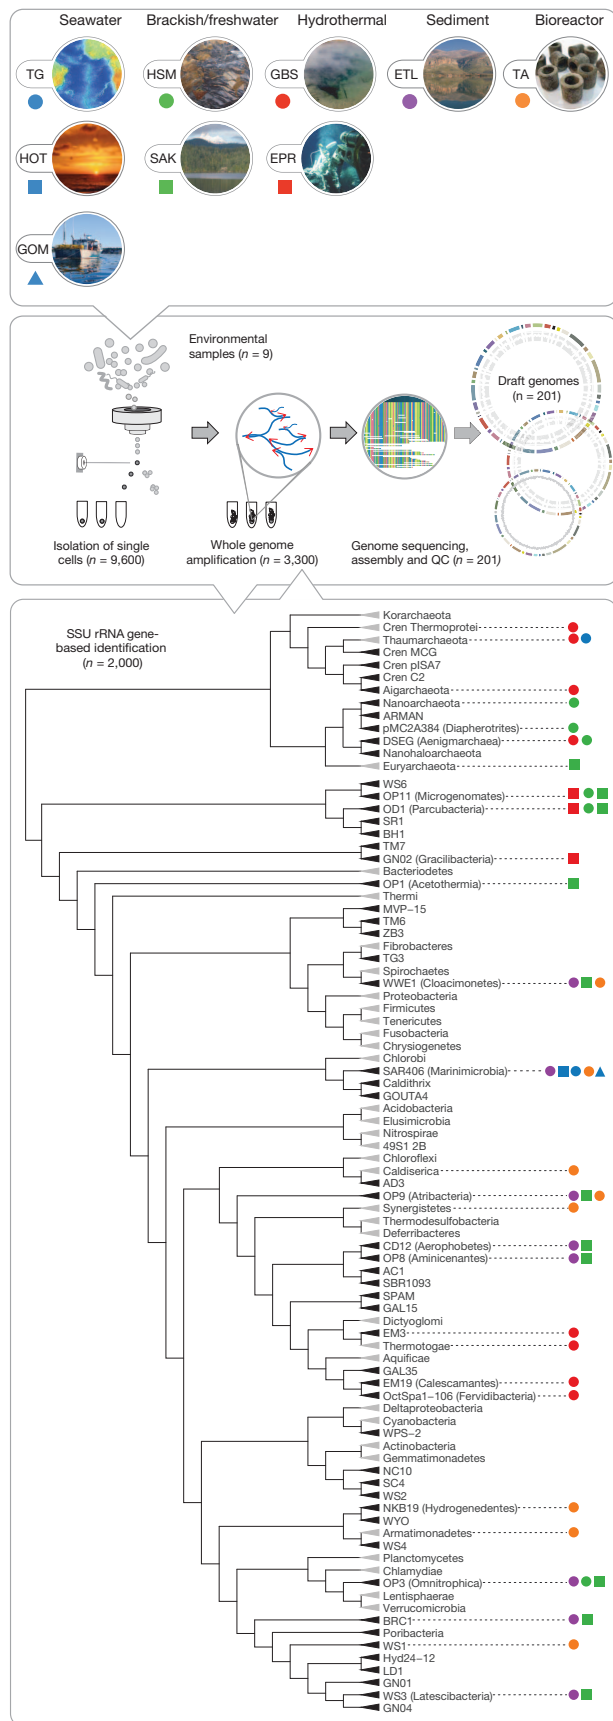 Seawater
Brackish/freshwater
Hydrothermal
Sediment
Bioreactor
TG
HSM
GBS
ETL
TA
HOT
SAK
EPR
GOM
Environmental
samples (n = 9)
Draft genomes
(n = 201)
Isolation of single
cells (n = 9,600)
Whole genome
amplification (n = 3,300)
Genome sequencing,
assembly and QC (n = 201)
SSU rRNA gene-
based identification
(n = 2,000)
Korarchaeota
Cren Thermoprotei
Thaumarchaeota
Cren MCG
Cren pISA7
Cren C2
Aigarchaeota
Nanoarchaeota
ARMAN
pMC2A384 (Diapherotrites)
DSEG (Aenigmarchaea)
Nanohaloarchaeota
Euryarchaeota
WS6
OP11 (Microgenomates)
OD1 (Parcubacteria)
SR1
BH1
TM7
GN02 (Gracilibacteria)
Bacteriodetes
OP1 (Acetothermia)
Thermi
MVP-15
TM6
ZB3
Fibrobacteres
TG3
Spirochaetes
WWE1 (Cloacimonetes)
Proteobacteria
Firmicutes
Tenericutes
Fusobacteria
Chrysiogenetes
Chlorobi
SAR406 (Marinimicrobia)
Caldithrix
GOUTA4
Acidobacteria
Elusimicrobia
Nitrospirae
49S1 2B
Chloroflexi
Caldiserica
AD3
OP9 (Atribacteria)
Synergistetes
Thermodesulfobacteria
Deferribacteres
CD12 (Aerophobetes)
OP8 (Aminicenantes)
AC1
SBR1093
SPAM
GAL15
Dictyoglomi
EM3
Thermotogae
Aquificae
GAL35
EM19 (Calescamantes)
OctSpa1-106 (Fervidibacteria)
Deltaproteobacteria
Cyanobacteria
WPS-2
Actinobacteria
Gemmatimonadetes
NC10
SC4
WS2
NKB19 (Hydrogenedentes)
WYO
Armatimonadetes
WS4
Planctomycetes
Chlamydiae
OP3 (Omnitrophica)
Lentisphaerae
Verrucomicrobia
BRC1
Poribacteria
WS1
Hyd24-12
LD1
GN01
WS3 (Latescibacteria)
GN04